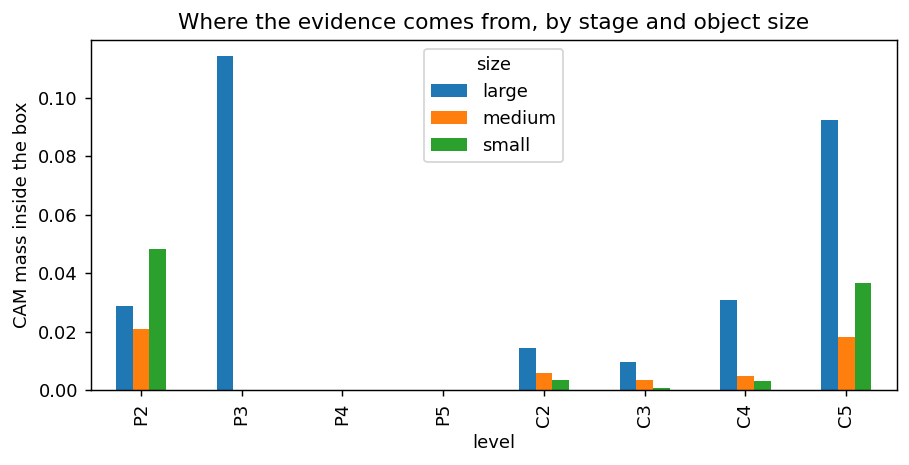 Where the evidence comes from, by stage and object size
size
large
medium
small
CAM mass inside the box
0.10
0.08
0.06
0.04
0.02
0.00
P2 P3 P4 P5 C2 C3 C4 C5
level